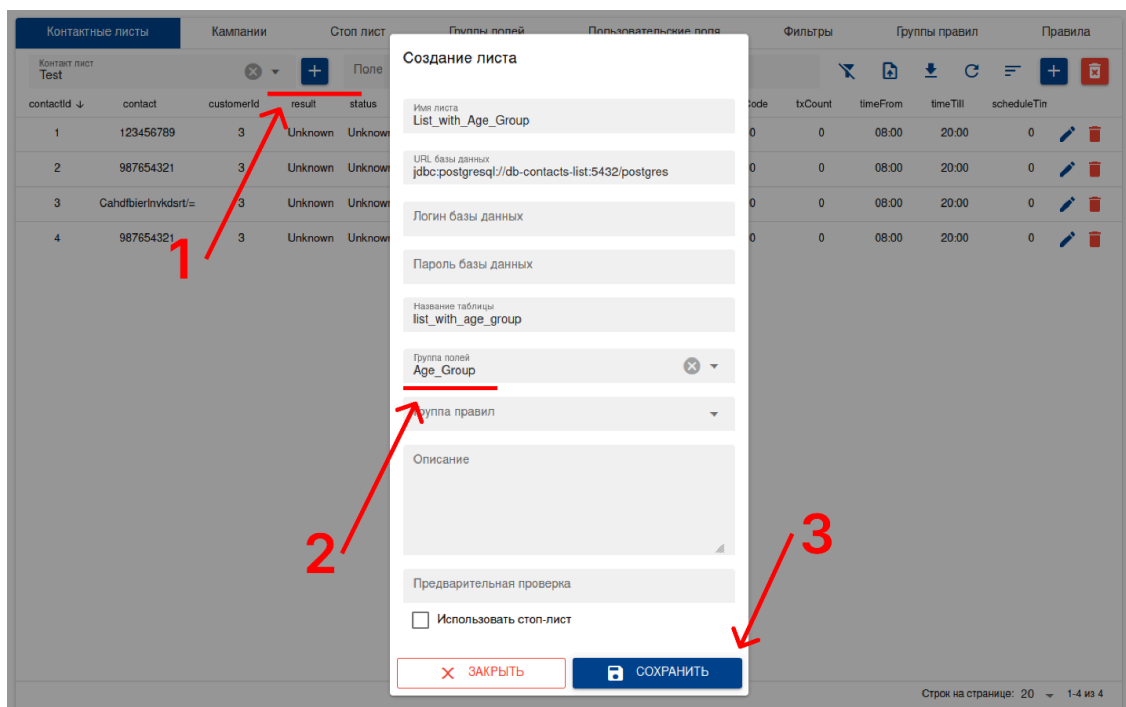 Контактные листы Кампании Стоп лист Группы полей Пользовательские поля Фильтры Группы правил Правила
Контакт лист
Test
Поле
contactId ↓ contact customerId result status Code txCount timeFrom timeTill scheduleTim
1 123456789 3 Unknown Unknown 0 0 08:00 20:00 0
2 987654321 3 Unknown Unknown 0 0 08:00 20:00 0
3 CahdfbierInvkdsrt/= 3 Unknown Unknown 0 0 08:00 20:00 0
4 987654321 3 Unknown Unknown 0 0 08:00 20:00 0
Создание листа
Имя листа
List_with_Age_Group
URL базы данных
jdbc:postgresql://db-contacts-list:5432/postgres
Логин базы данных
Пароль базы данных
Название таблицы
list_with_age_group
Группа полей
Age_Group
Группа правил
Описание
Предварительная проверка
Использовать стоп-лист
ЗАКРЫТЬ СОХРАНИТЬ
1
2
3
Строк на странице: 20 1-4 из 4